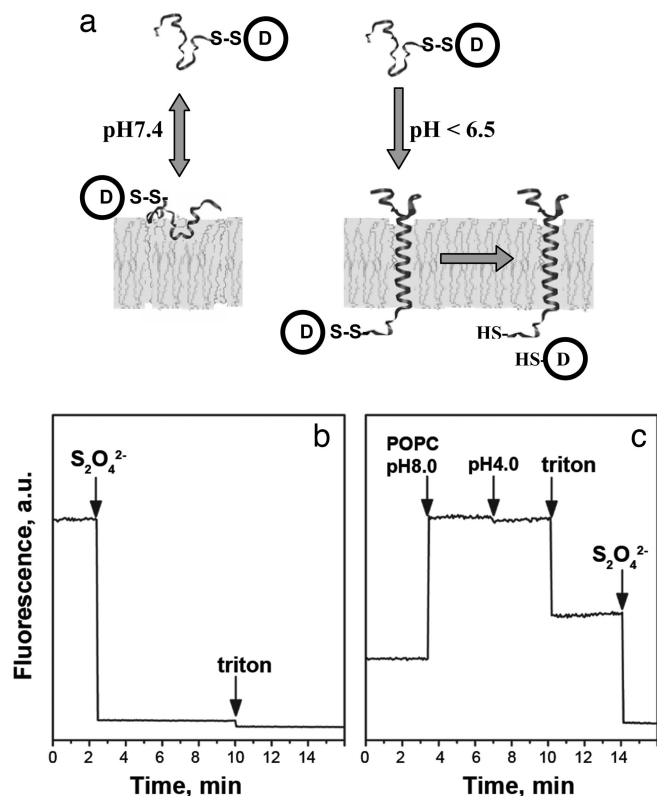 a
S-S D
S-S D
pH7.4
pH < 6.5
D S-S-
D S-S-
HS-
HS-D
b
S₂O₄²⁻
triton
Fluorescence, a.u.
0 2 4 6 8 10 12 14
Time, min
c
POPC
pH8.0
pH4.0
triton
S₂O₄²⁻
0 2 4 6 8 10 12 14
Time, min